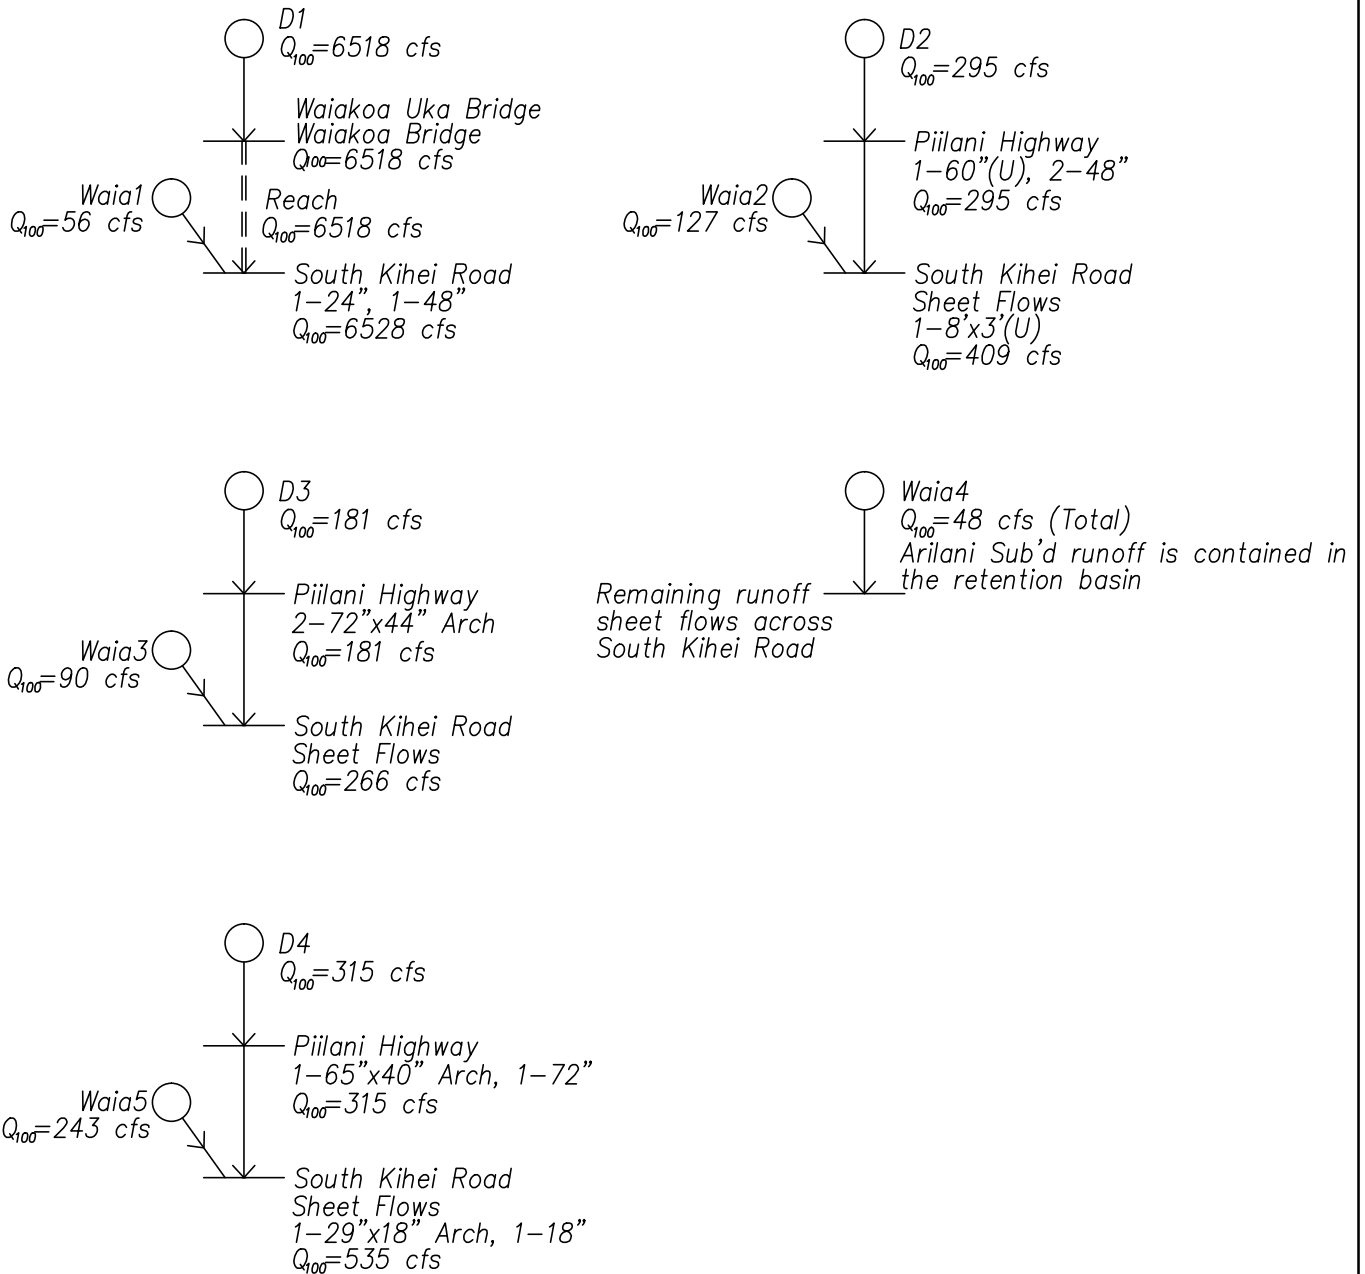 D1
Q100=6518 cfs
Waiakoa Uka Bridge
Waiakoa Bridge
Q100=6518 cfs
Waia1
Q100=56 cfs
Reach
Q100=6518 cfs
South Kihei Road
1-24", 1-48"
Q100=6528 cfs
D2
Q100=295 cfs
Piilani Highway
1-60"(U), 2-48"
Q100=295 cfs
Waia2
Q100=127 cfs
South Kihei Road
Sheet Flows
1-8'x3'(U)
Q100=409 cfs
D3
Q100=181 cfs
Piilani Highway
2-72"x44" Arch
Q100=181 cfs
Waia3
Q100=90 cfs
South Kihei Road
Sheet Flows
Q100=266 cfs
Waia4
Q100=48 cfs (Total)
Arilani Sub'd runoff is contained in
the retention basin
Remaining runoff
sheet flows across
South Kihei Road
D4
Q100=315 cfs
Piilani Highway
1-65"x40" Arch, 1-72"
Q100=315 cfs
Waia5
Q100=243 cfs
South Kihei Road
Sheet Flows
1-29"x18" Arch, 1-18"
Q100=535 cfs